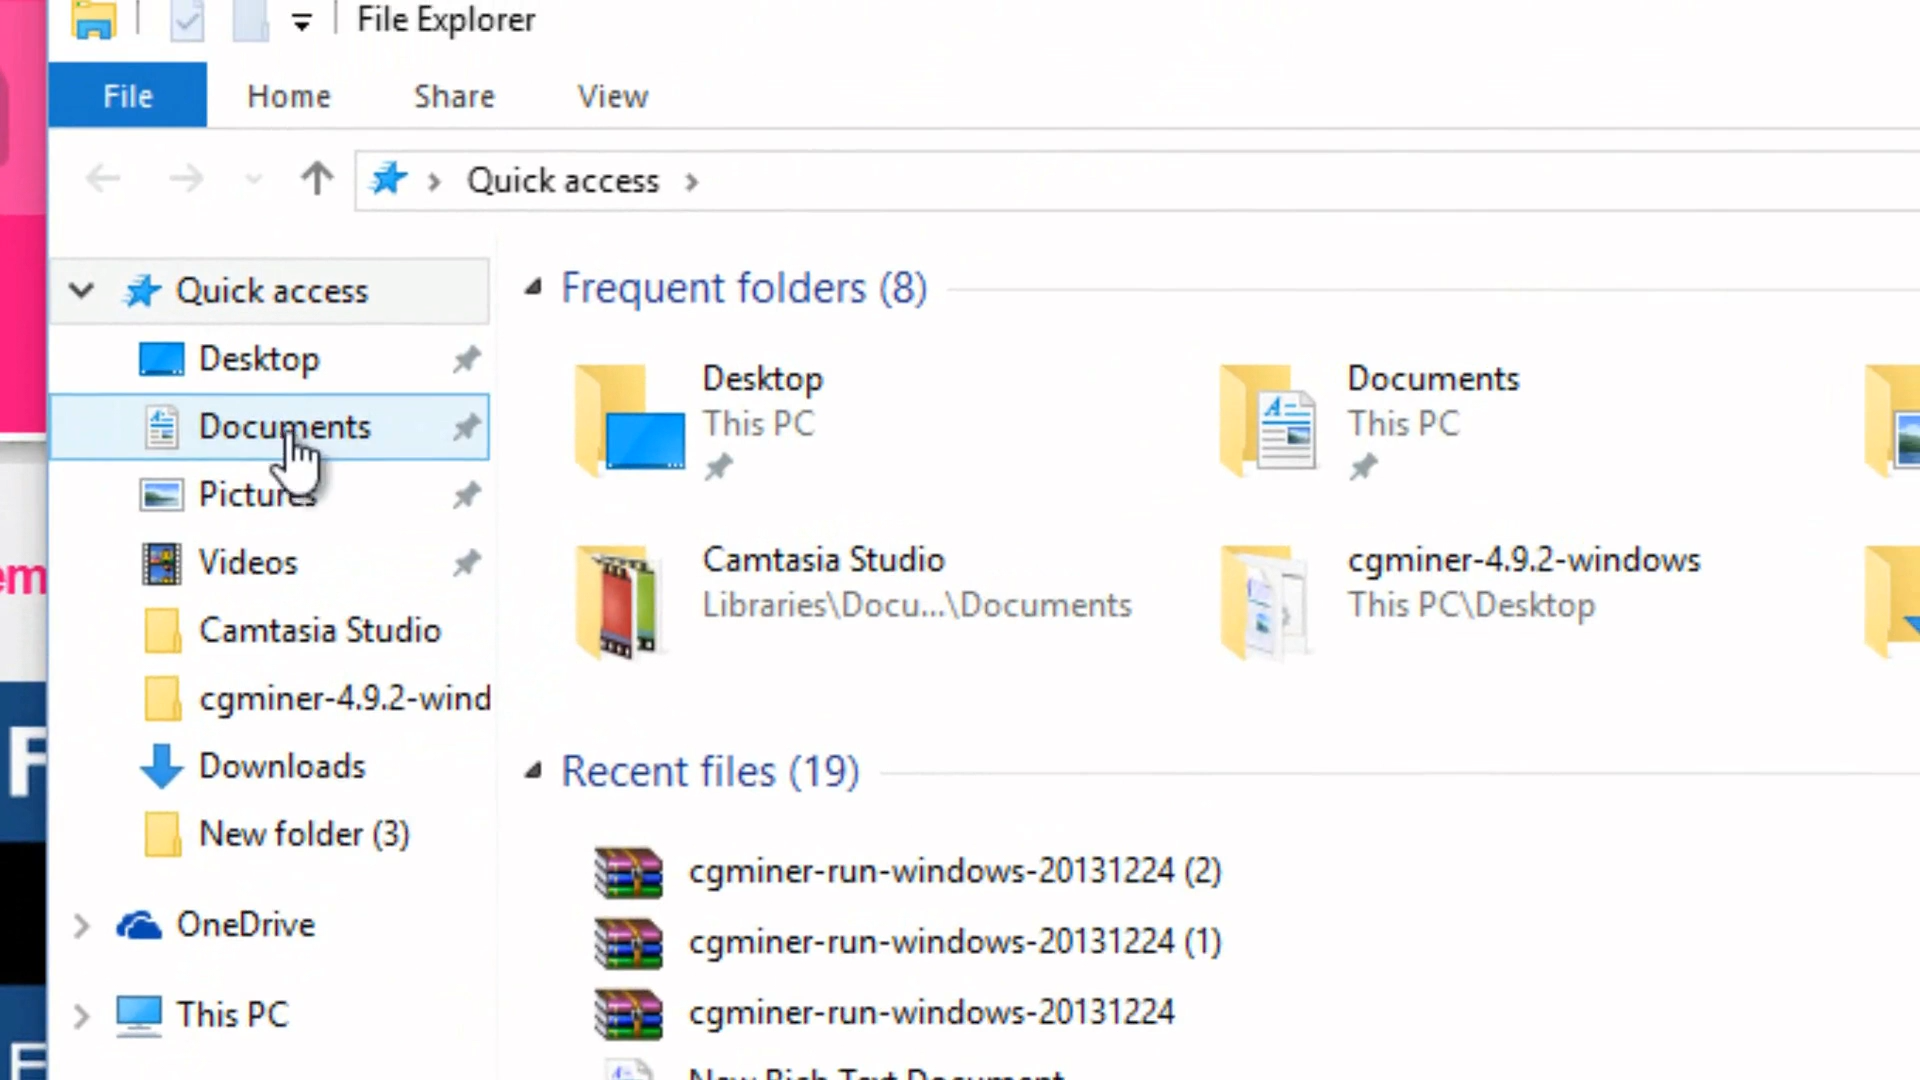 File Explorer
File Home Share View
Quick access
Quick access
Desktop
Documents
Pictures
Videos
Camtasia Studio
cgminer-4.9.2-wind
Downloads
New folder (3)
OneDrive
This PC
Frequent folders (8)
Desktop
This PC
Documents
This PC
Camtasia Studio
Libraries\Docu...\Documents
cgminer-4.9.2-windows
This PC\Desktop
Recent files (19)
cgminer-run-windows-20131224 (2)
cgminer-run-windows-20131224 (1)
cgminer-run-windows-20131224
New Rich Text Document
em
F